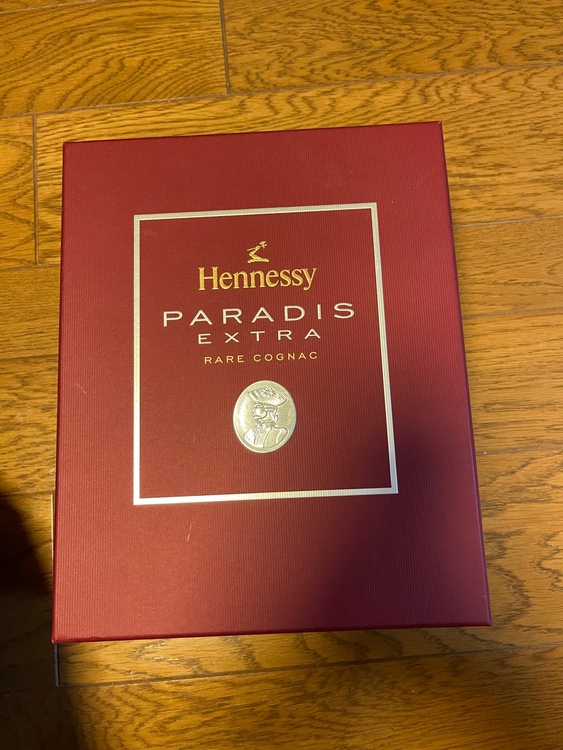 Hennessy
PARADIS
EXTRA
RARE COGNAC